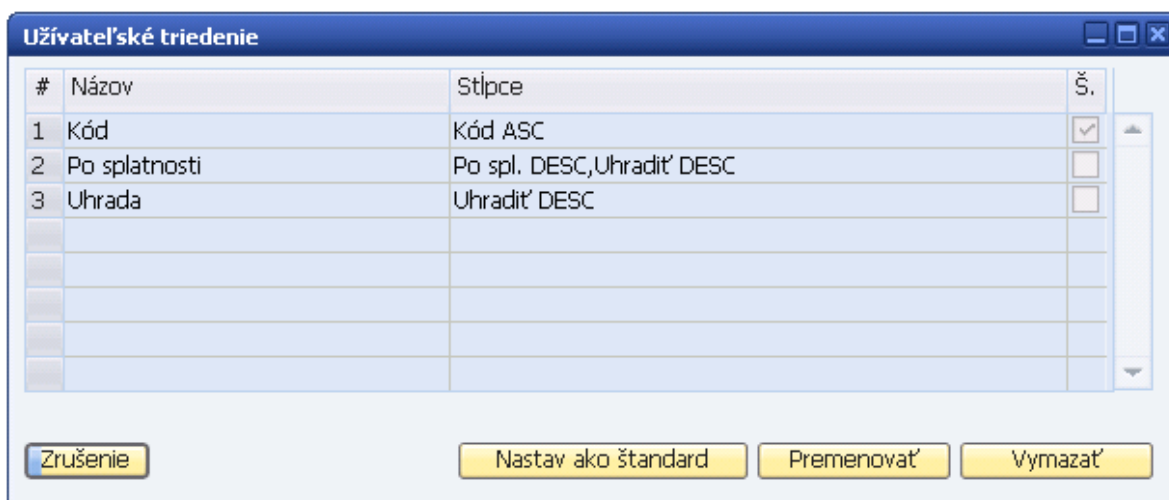 Užívateľské triedenie
# Názov Stĺpce Š.
1 Kód Kód ASC
2 Po splatnosti Po spl. DESC,Uhradiť DESC
3 Uhrada Uhradiť DESC
Zrušenie Nastav ako štandard Premenovať Vymazať